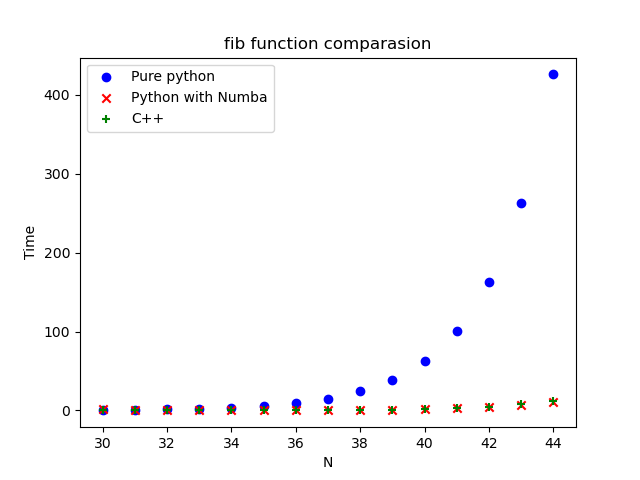 fib function comparasion
Pure python
Python with Numba
C++
400
300
200
100
0
Time
30 32 34 36 38 40 42 44
N